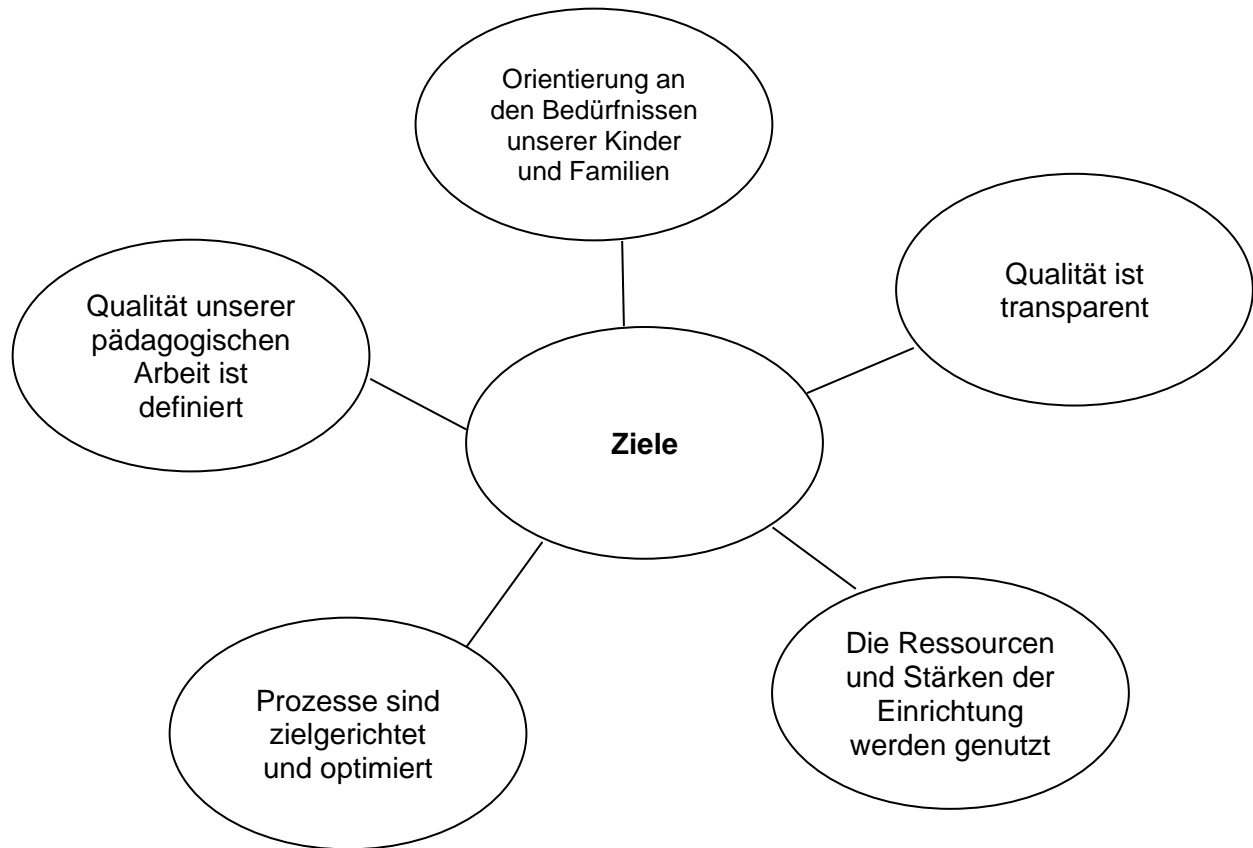 Orientierung an
den Bedürfnissen
unserer Kinder
und Familien
Qualität ist
transparent
Qualität unserer
pädagogischen
Arbeit ist
definiert
Ziele
Die Ressourcen
und Stärken der
Einrichtung
werden genutzt
Prozesse sind
zielgerichtet
und optimiert